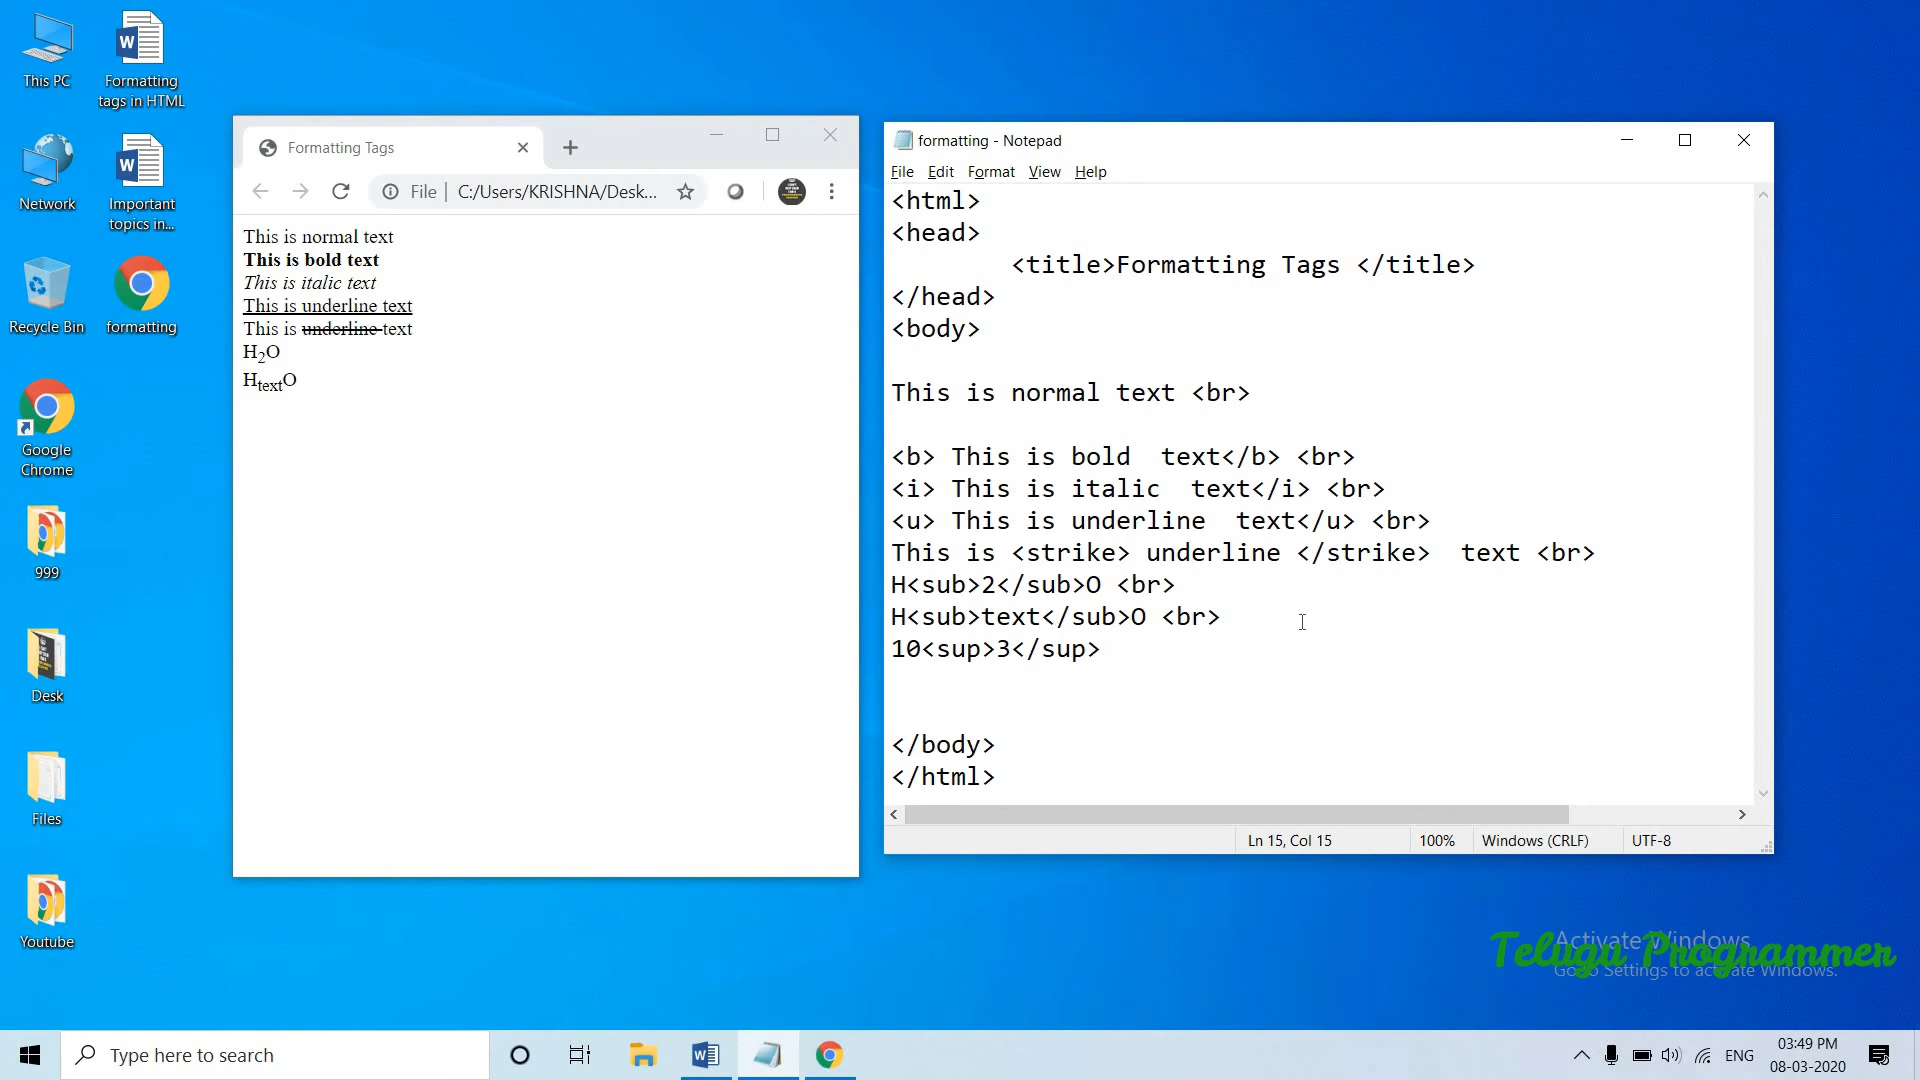 This PC
Formatting
tags in HTML
Network
Important
topics in...
Recycle Bin
formatting
Google
Chrome
999
Desk
Files
Youtube
Formatting Tags
File
C:/Users/KRISHNA/Desk...
This is normal text
This is bold text
This is italic text
This is underline text
This is underline text
H2O
HtextO
formatting - Notepad
File Edit Format View Help
<html>
<head>
<title>Formatting Tags </title>
</head>
<body>
This is normal text <br>
<b> This is bold  text</b> <br>
<i> This is italic  text</i> <br>
<u> This is underline  text</u> <br>
This is <strike> underline </strike>  text <br>
H<sub>2</sub>O <br>
H<sub>text</sub>O <br>
10<sup>3</sup>
</body>
</html>
Ln 15, Col 15 100% Windows (CRLF) UTF-8
Activate Windows
Go to Settings to activate Windows.
Telugu Programmer
Type here to search
ENG
03:49 PM
08-03-2020